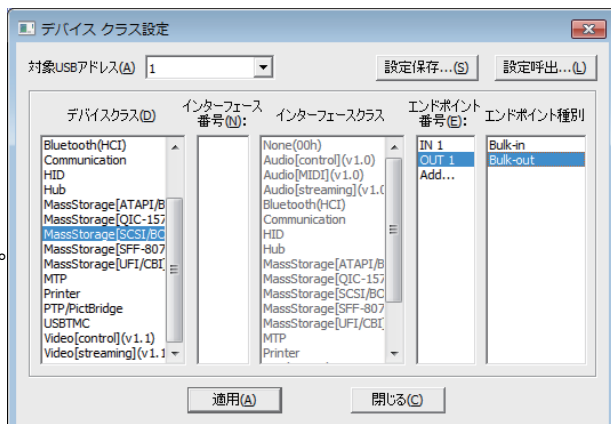 デバイス クラス設定
対象USBアドレス(A) 1 設定保存...(S) 設定呼出...(L)
デバイスクラス(D)
インターフェース
番号(N):
インターフェースクラス
エンドポイント
番号(E):
エンドポイント種別
Bluetooth(HCI)
Communication
HID
Hub
MassStorage[ATAPI/
MassStorage[QIC-157
MassStorage[SCSI/BO
MassStorage[SFF-807
MassStorage[UFI/CBI]
MTP
Printer
PTP/PictBridge
USBTMC
Video[control](v1.1)
Video[streaming](v1.1
None(00h)
Audio[control](v1.0)
Audio[MIDI](v1.0)
Audio[streaming](v1.0
Bluetooth(HCI)
Communication
HID
Hub
MassStorage[ATAPI/B
MassStorage[QIC-157
MassStorage[SCSI/BO
MassStorage[SFF-807
MassStorage[UFI/CBI]
MTP
Printer
IN 1
OUT 1
Add...
Bulk-in
Bulk-out
適用(A) 閉じる(C)